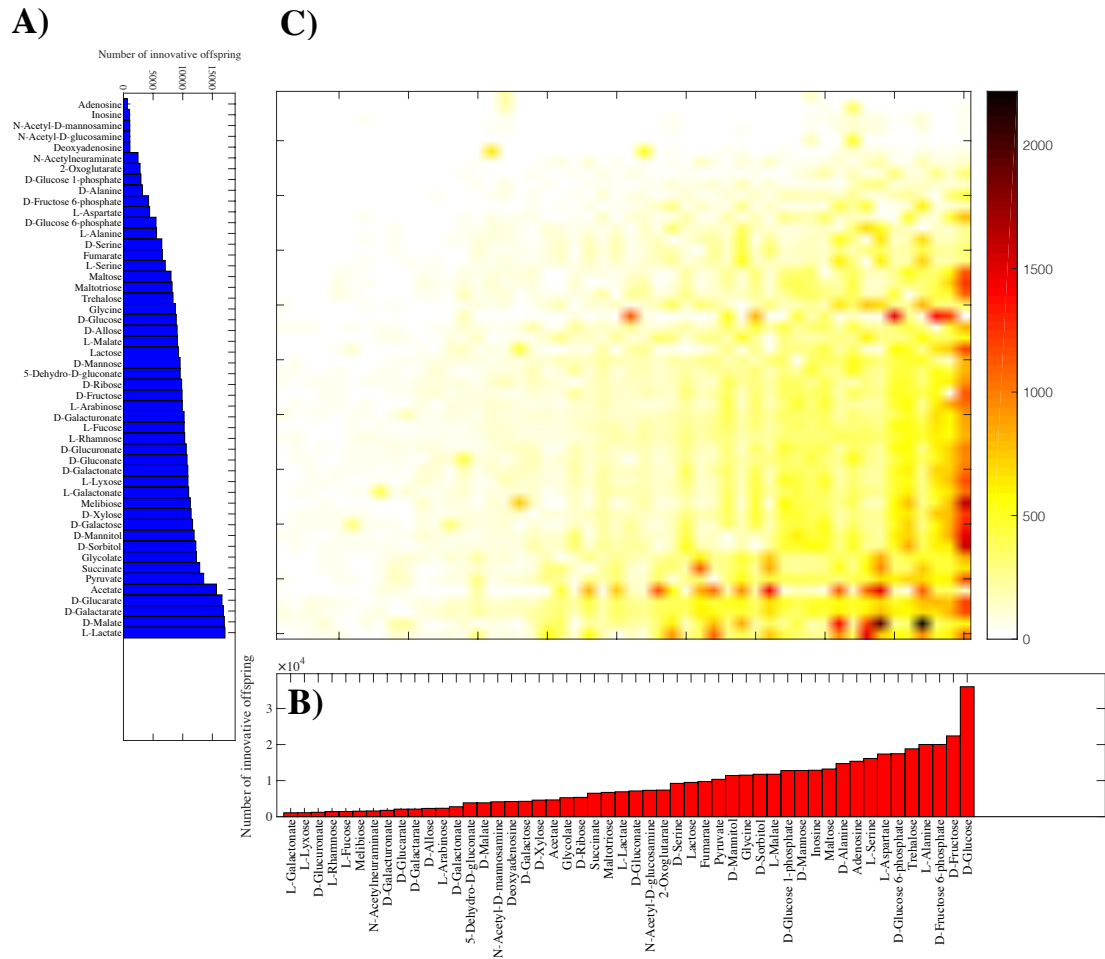 A)
C)
Number of innovative offspring
0
5000
10000
15000
Adenosine
Inosine
N-Acetyl-D-mannosamine
N-Acetyl-D-glucosamine
Deoxyadenosine
N-Acetylneuraminate
2-Oxoglutarate
D-Glucose 1-phosphate
D-Alanine
D-Fructose 6-phosphate
L-Aspartate
D-Glucose 6-phosphate
L-Alanine
D-Serine
Fumarate
L-Serine
Maltose
Maltotriose
Trehalose
Glycine
D-Glucose
D-Allose
L-Malate
Lactose
D-Mannose
5-Dehydro-D-gluconate
D-Ribose
D-Fructose
L-Arabinose
D-Galacturonate
L-Fucose
L-Rhamnose
D-Glucuronate
D-Gluconate
D-Galactonate
L-Lyxose
L-Galactonate
Melibiose
D-Xylose
D-Galactose
D-Mannitol
D-Sorbitol
Glycolate
Succinate
Pyruvate
Acetate
D-Glucarate
D-Galactarate
D-Malate
L-Lactate
2000
1500
1000
500
0
B)
Number of innovative offspring
×10⁴
3
2
1
0
L-Galactonate
L-Lyxose
D-Glucuronate
L-Rhamnose
L-Fucose
Melibiose
N-Acetylneuraminate
D-Galacturonate
D-Glucarate
D-Galactarate
D-Allose
L-Arabinose
D-Galactonate
5-Dehydro-D-gluconate
D-Malate
N-Acetyl-D-mannosamine
Deoxyadenosine
D-Galactose
D-Xylose
Acetate
Glycolate
D-Ribose
Succinate
Maltotriose
L-Lactate
D-Gluconate
N-Acetyl-D-glucosamine
2-Oxoglutarate
D-Serine
Lactose
Fumarate
Pyruvate
D-Mannitol
Glycine
D-Sorbitol
L-Malate
D-Glucose 1-phosphate
D-Mannose
Inosine
Maltose
D-Alanine
Adenosine
L-Serine
L-Aspartate
D-Glucose 6-phosphate
Trehalose
L-Alanine
D-Fructose 6-phosphate
D-Fructose
D-Glucose